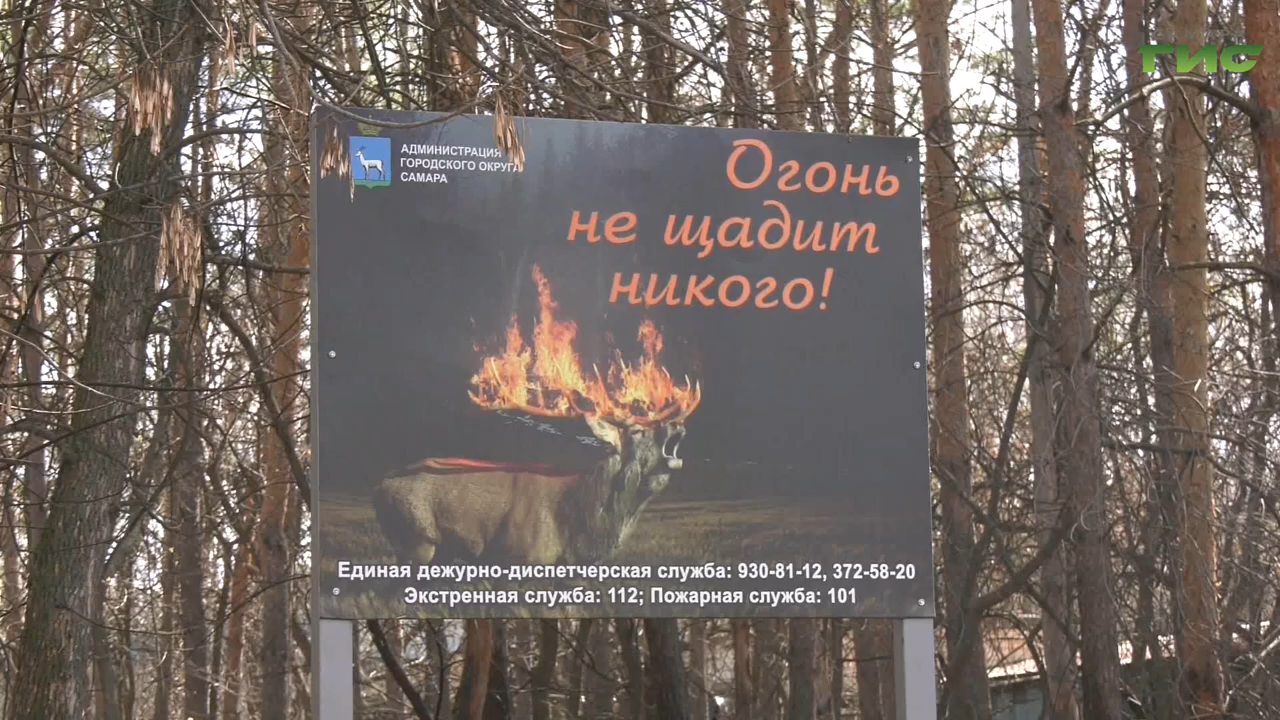 ГИС
АДМИНИСТРАЦИЯ
ГОРОДСКОГО ОКРУГА
САМАРА
Огонь
не щадит
никого!
Единая дежурно-диспетчерская служба: 930-81-12, 372-58-20
Экстренная служба: 112; Пожарная служба: 101